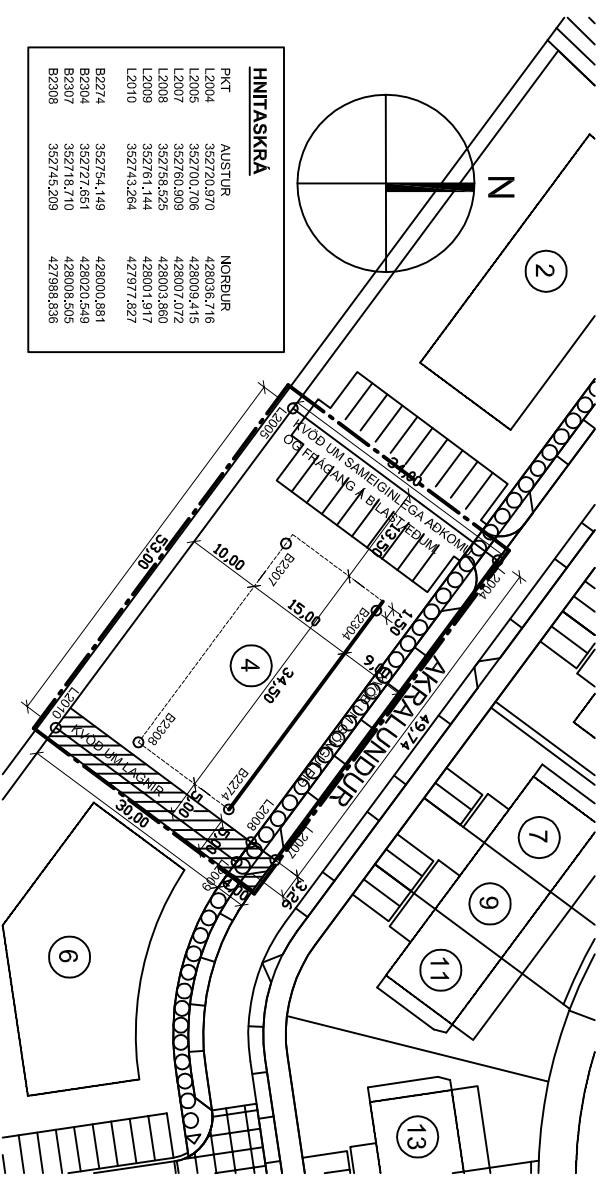 HNITASKRÁ
PKT AUSTUR NORÐUR
L2004 352720,970 428036,716
L2005 352700,706 428009,415
L2007 352760,909 428007,072
L2008 352758,525 428003,860
L2009 352761,144 428001,917
L2010 352743,264 427977,827
B2274 352754,149 428000,881
B2304 352727,651 428020,549
B2307 352718,710 428008,505
B2308 352745,209 427988,836
N
2
4
6
7
9
11
13
AKRALUNDUR
KVÖÐ UM SAMEIGINLEGA AÐKOMU
OG FRÁGANG Á BÍLASTÆÐUM
KVÖÐ UM LAGNIR
L2005
L2004
L2007
L2008
L2009
L2010
B2307
B2304
B2308
B2274
34,00
13,50
1,50
53,00
10,00
15,00
34,50
49,74
5,00
5,00
30,00
3,26
4,00